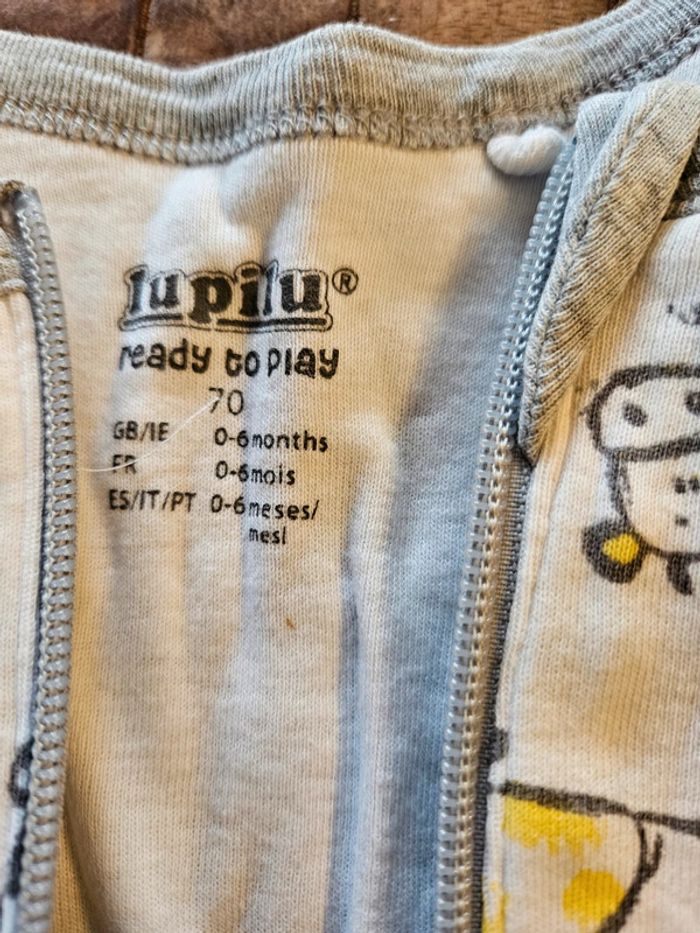 lupilu®
ready to play
70
GB/IE 0-6months
FR 0-6mois
ES/IT/PT 0-6meses/
mesi